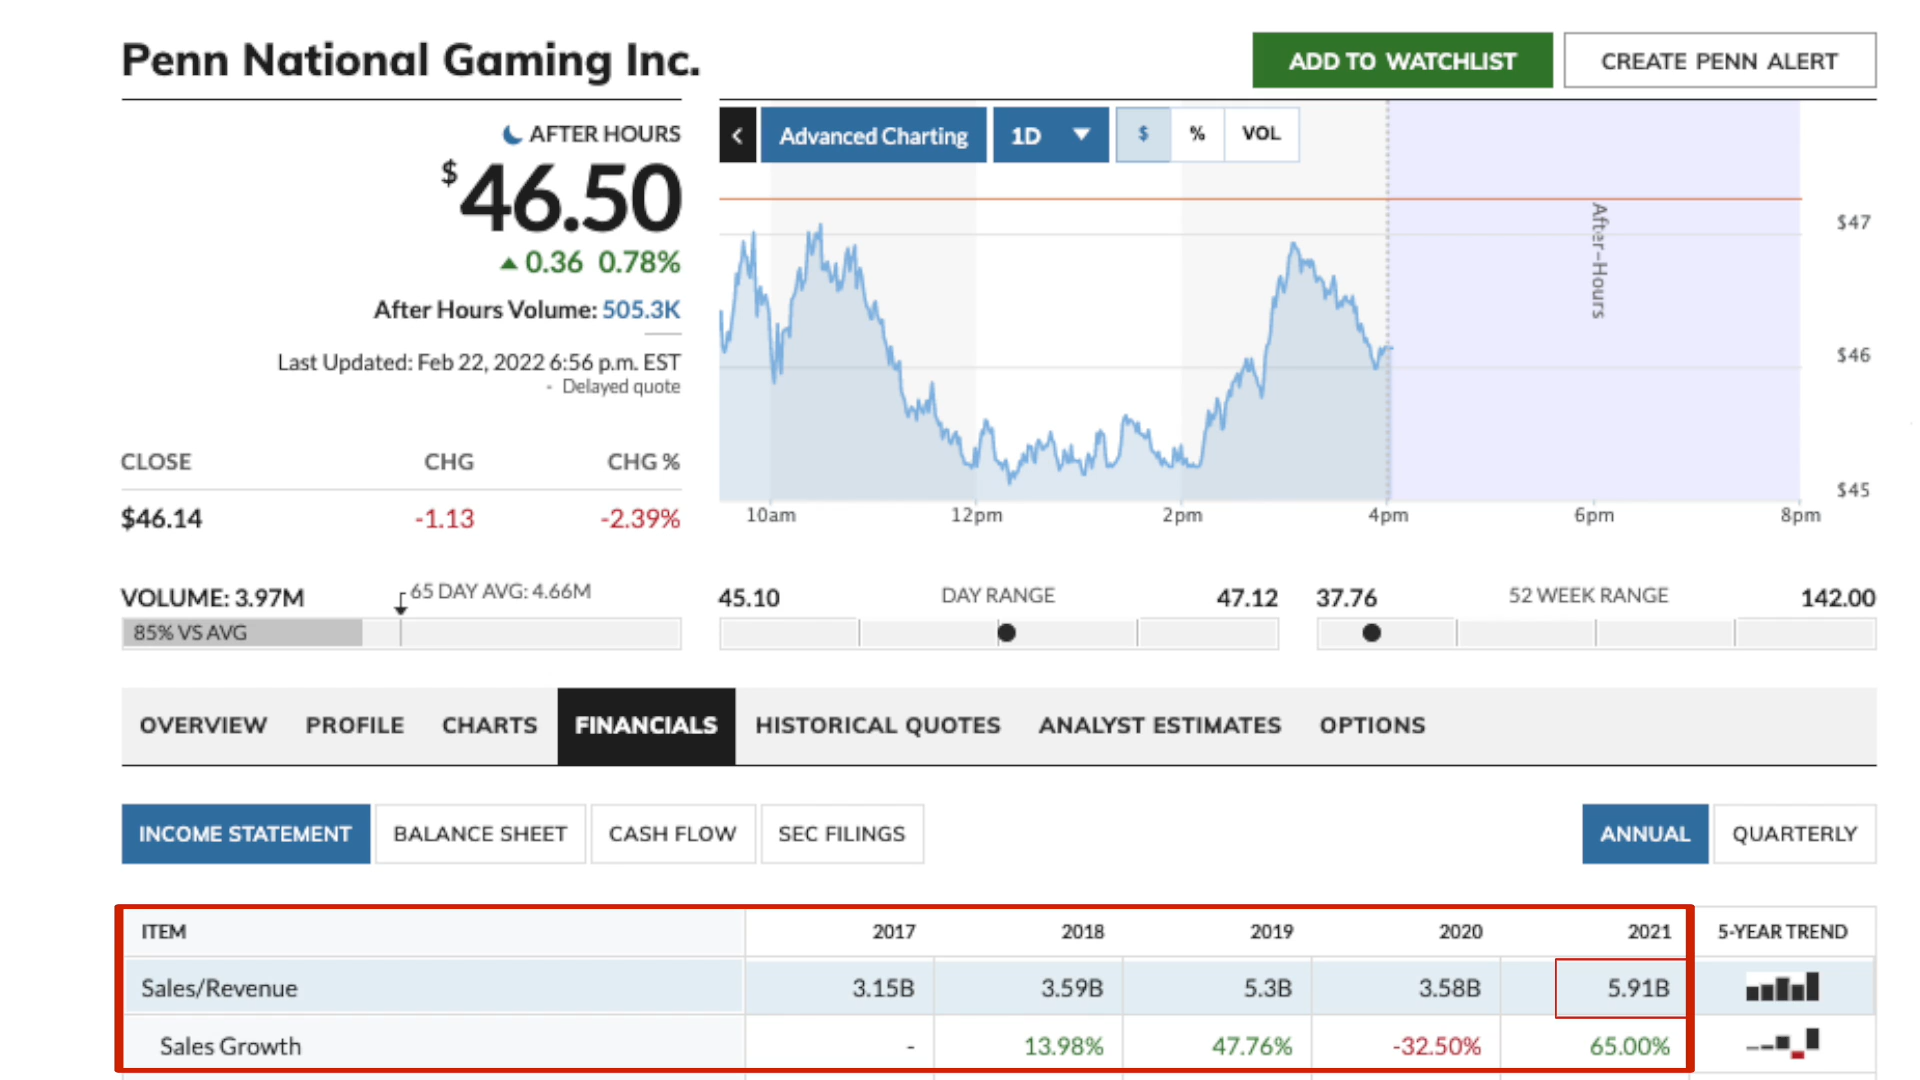 Penn National Gaming Inc.
ADD TO WATCHLIST
CREATE PENN ALERT
AFTER HOURS
$46.50
0.36 0.78%
After Hours Volume: 505.3K
Last Updated: Feb 22, 2022 6:56 p.m. EST
- Delayed quote
CLOSE CHG CHG %
$46.14 -1.13 -2.39%
Advanced Charting 1D $ % VOL
After-Hours
$47
$46
$45
10am 12pm 2pm 4pm 6pm 8pm
VOLUME: 3.97M 65 DAY AVG: 4.66M
85% VS AVG
45.10 DAY RANGE 47.12
37.76 52 WEEK RANGE 142.00
OVERVIEW PROFILE CHARTS FINANCIALS HISTORICAL QUOTES ANALYST ESTIMATES OPTIONS
INCOME STATEMENT BALANCE SHEET CASH FLOW SEC FILINGS ANNUAL QUARTERLY
ITEM 2017 2018 2019 2020 2021 5-YEAR TREND
Sales/Revenue 3.15B 3.59B 5.3B 3.58B 5.91B
Sales Growth - 13.98% 47.76% -32.50% 65.00%